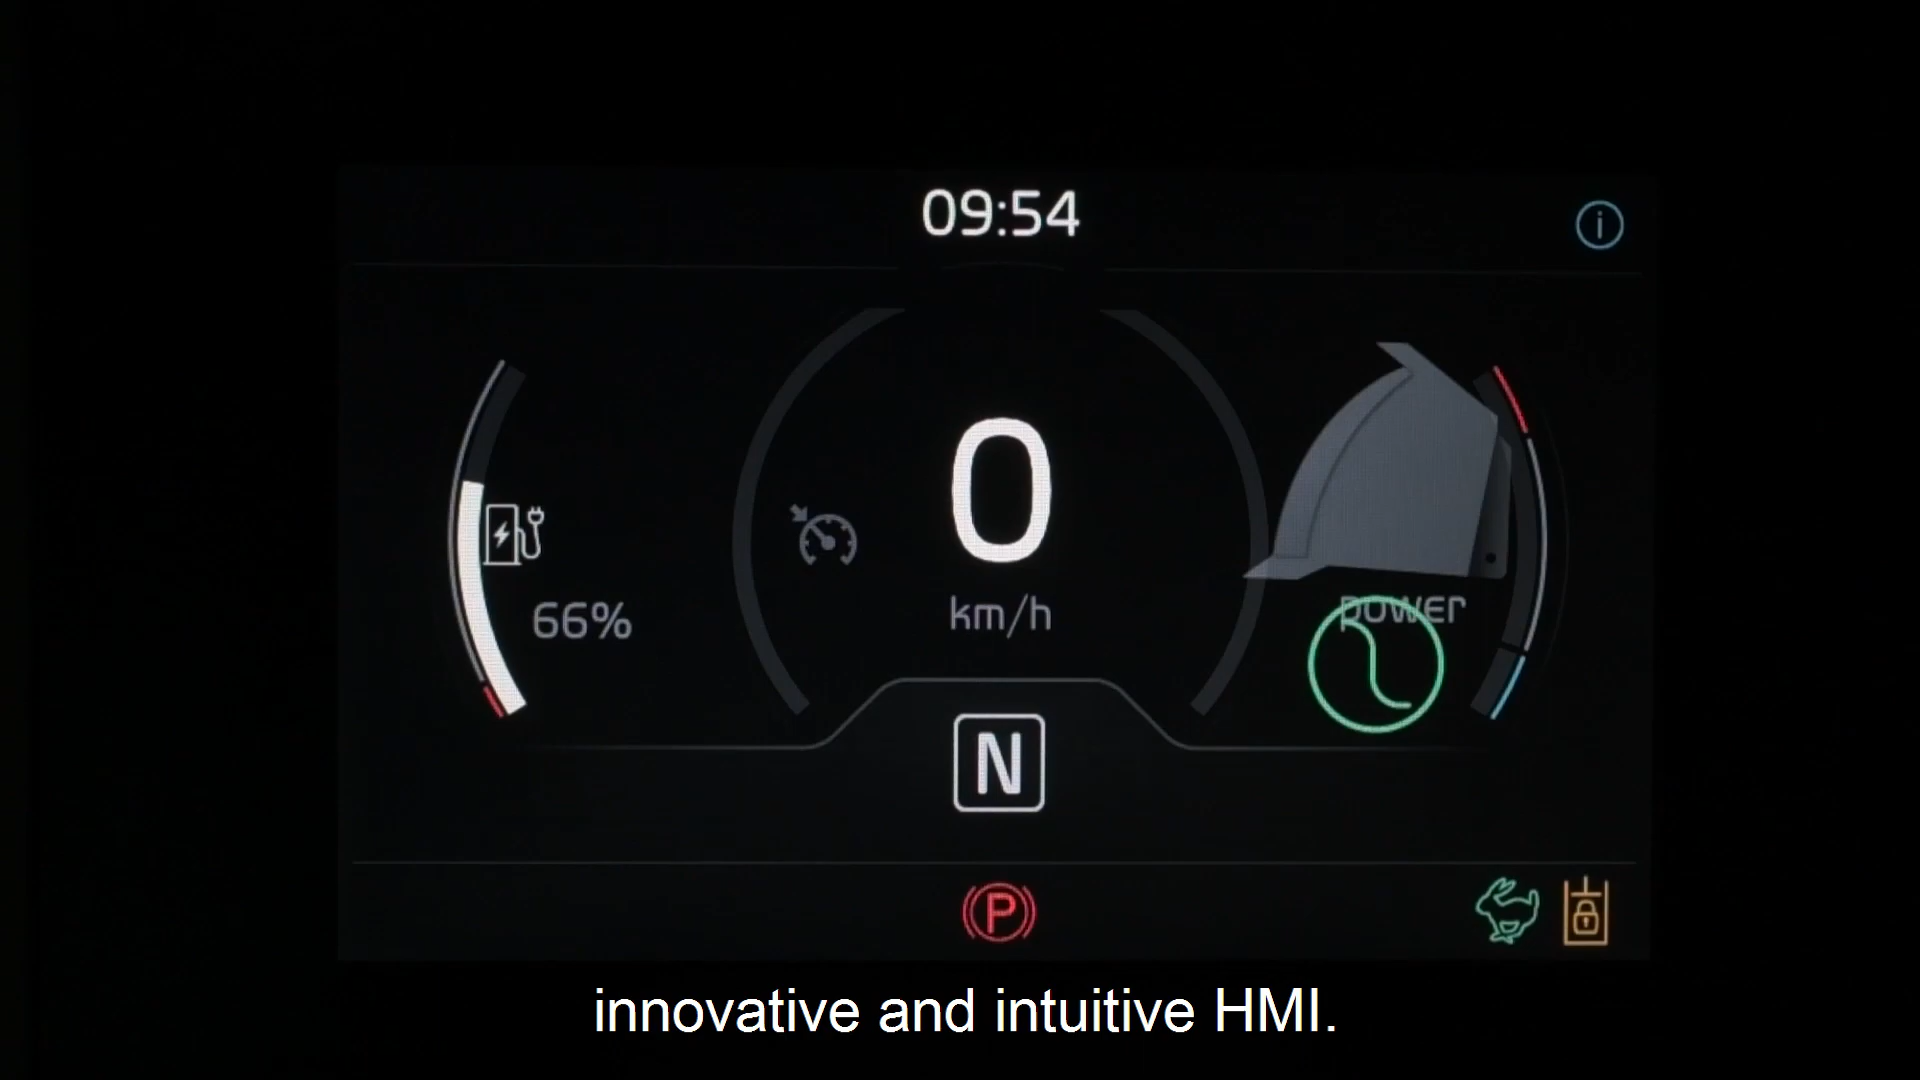 09:54
i
0
km/h
66%
power
N
P
innovative and intuitive HMI.